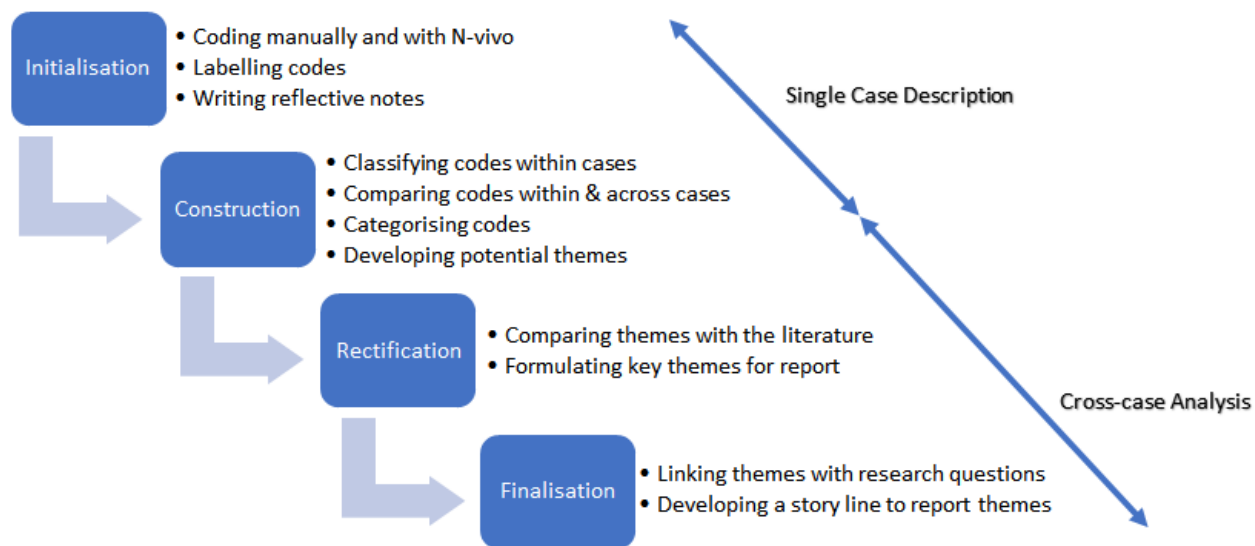 Initialisation
• Coding manually and with N-vivo
• Labelling codes
• Writing reflective notes
Single Case Description
Construction
• Classifying codes within cases
• Comparing codes within & across cases
• Categorising codes
• Developing potential themes
Rectification
• Comparing themes with the literature
• Formulating key themes for report
Cross-case Analysis
Finalisation
• Linking themes with research questions
• Developing a story line to report themes